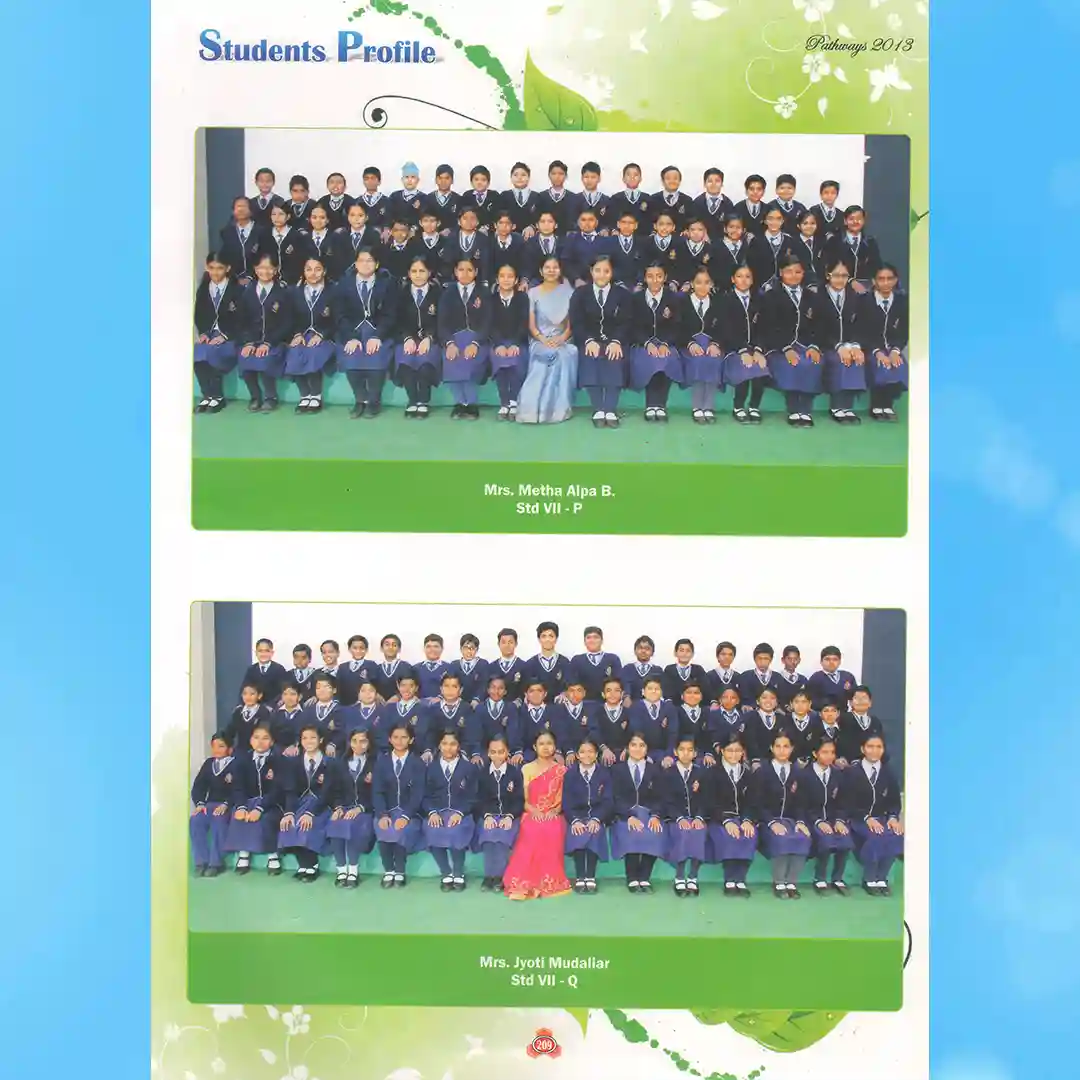 Students Profile
Pathways 2013
Mrs. Metha Alpa B.
Std VII - P
Mrs. Jyoti Mudaliar
Std VII - Q
209